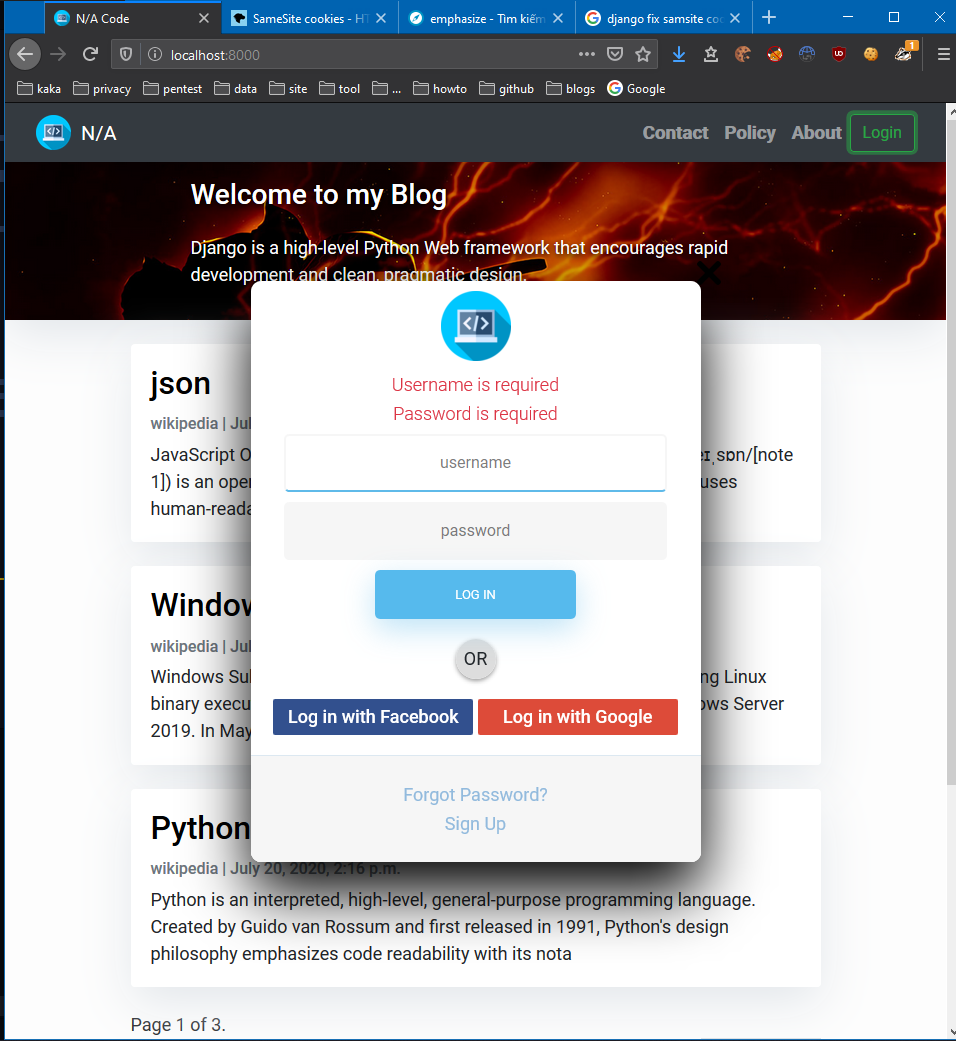 N/A Code
SameSite cookies - HT
emphasize - Tìm kiếm
django fix samsite coo
localhost:8000
1
kaka
privacy
pentest
data
site
tool
...
howto
github
blogs
Google
N/A
Contact
Policy
About
Login
Welcome to my Blog
Django is a high-level Python Web framework that encourages rapid
development and clean, pragmatic design.
Username is required
Password is required
username
password
LOG IN
OR
Log in with Facebook
Log in with Google
Forgot Password?
Sign Up
json
wikipedia | Jul
JavaScript O
eɪˌsɒn/[note
1]) is an oper
uses
human-reada
Window
wikipedia | Jul
Windows Sul
ng Linux
binary execu
ows Server
2019. In May
Python
wikipedia | July 20, 2020, 2:16 p.m.
Python is an interpreted, high-level, general-purpose programming language.
Created by Guido van Rossum and first released in 1991, Python's design
philosophy emphasizes code readability with its nota
Page 1 of 3.